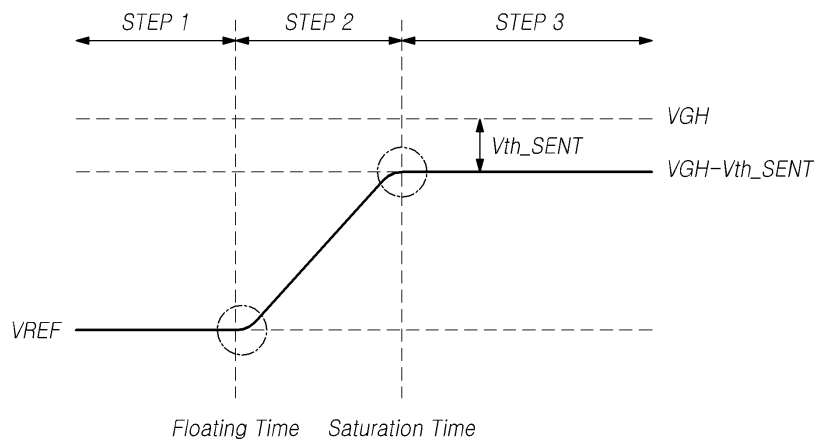 STEP 1 STEP 2 STEP 3
VGH
Vth_SENT
VGH-Vth_SENT
VREF
Floating Time Saturation Time